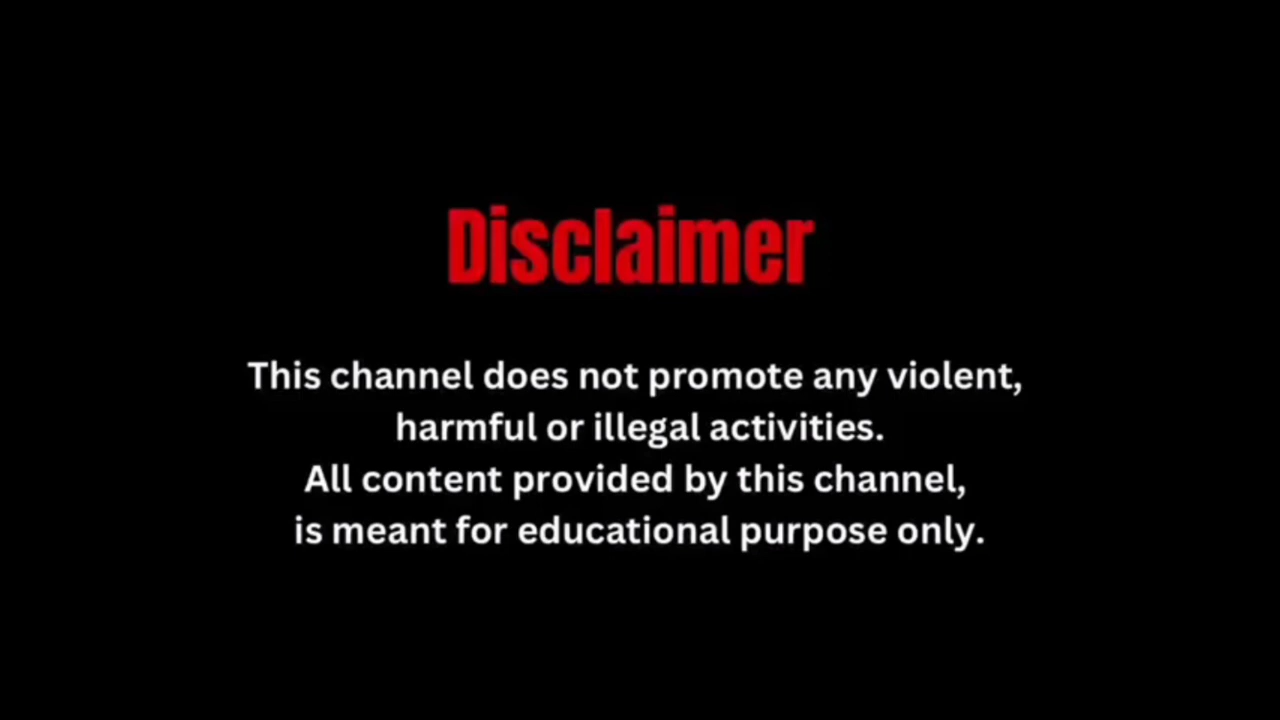 Disclaimer
This channel does not promote any violent,
harmful or illegal activities.
All content provided by this channel,
is meant for educational purpose only.